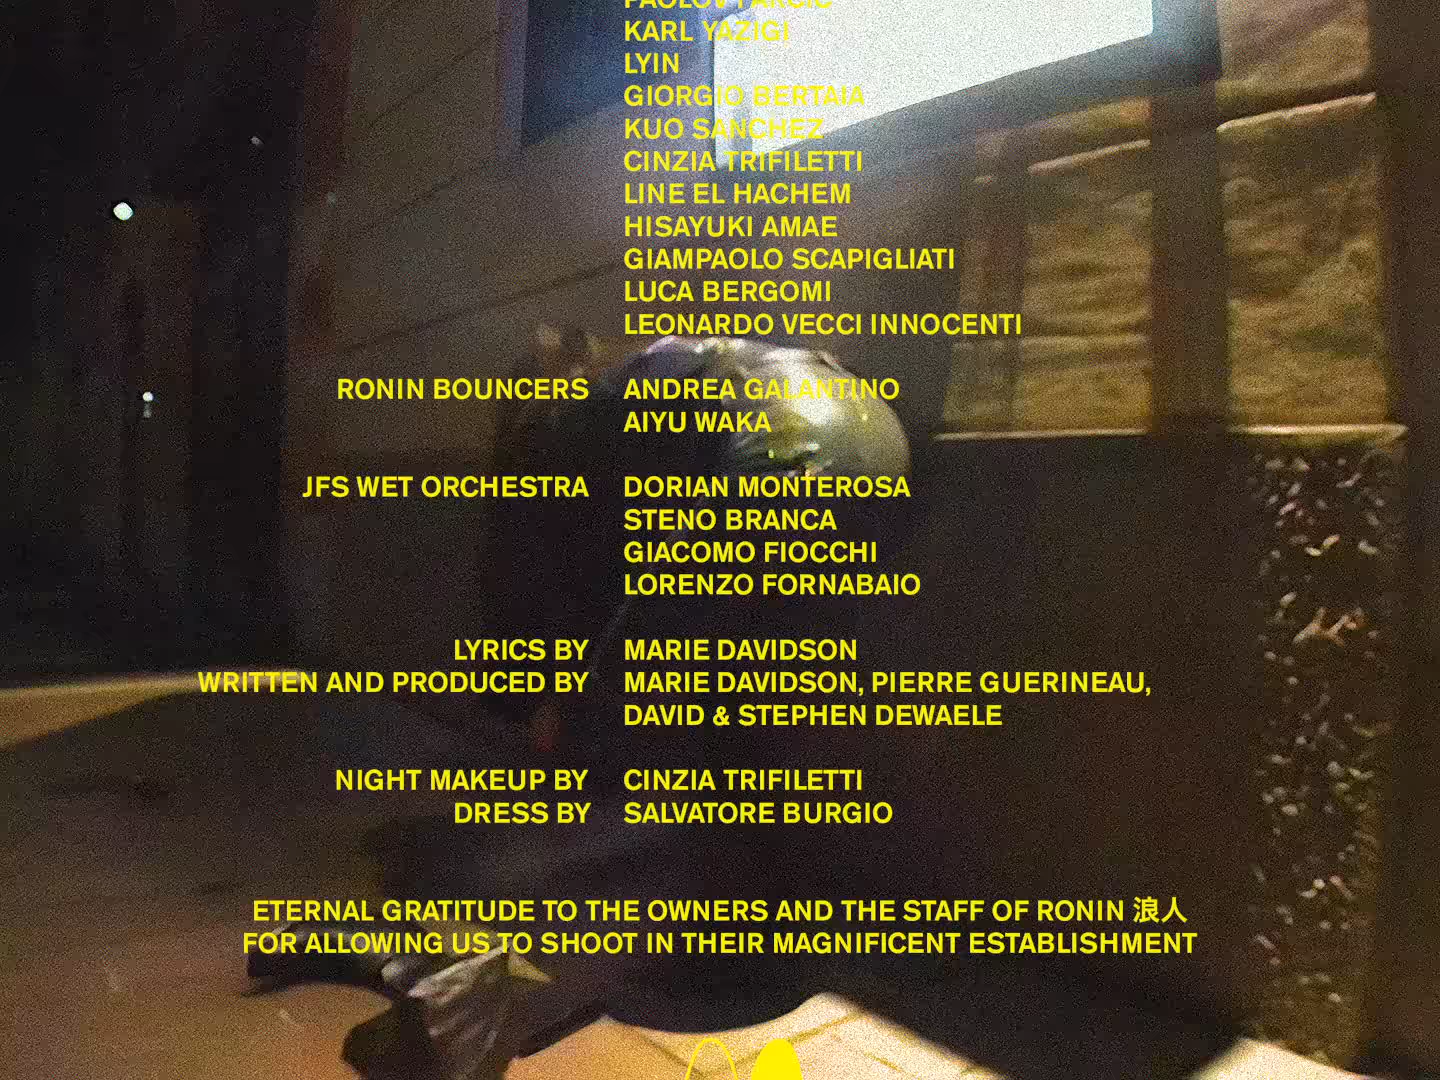 KARL YAZIGI
LYIN
GIORGIO BERTAIA
KUO SANCHEZ
CINZIA TRIFILETTI
LINE EL HACHEM
HISAYUKI AMAE
GIAMPAOLO SCAPIGLIATI
LUCA BERGOMI
LEONARDO VECCI INNOCENTI
RONIN BOUNCERS ANDREA GALANTINO
AIYU WAKA
JFS WET ORCHESTRA DORIAN MONTEROSA
STENO BRANCA
GIACOMO FIOCCHI
LORENZO FORNABAIO
LYRICS BY MARIE DAVIDSON
WRITTEN AND PRODUCED BY MARIE DAVIDSON, PIERRE GUERINEAU,
DAVID & STEPHEN DEWAELE
NIGHT MAKEUP BY CINZIA TRIFILETTI
DRESS BY SALVATORE BURGIO
ETERNAL GRATITUDE TO THE OWNERS AND THE STAFF OF RONIN 浪人
FOR ALLOWING US TO SHOOT IN THEIR MAGNIFICENT ESTABLISHMENT